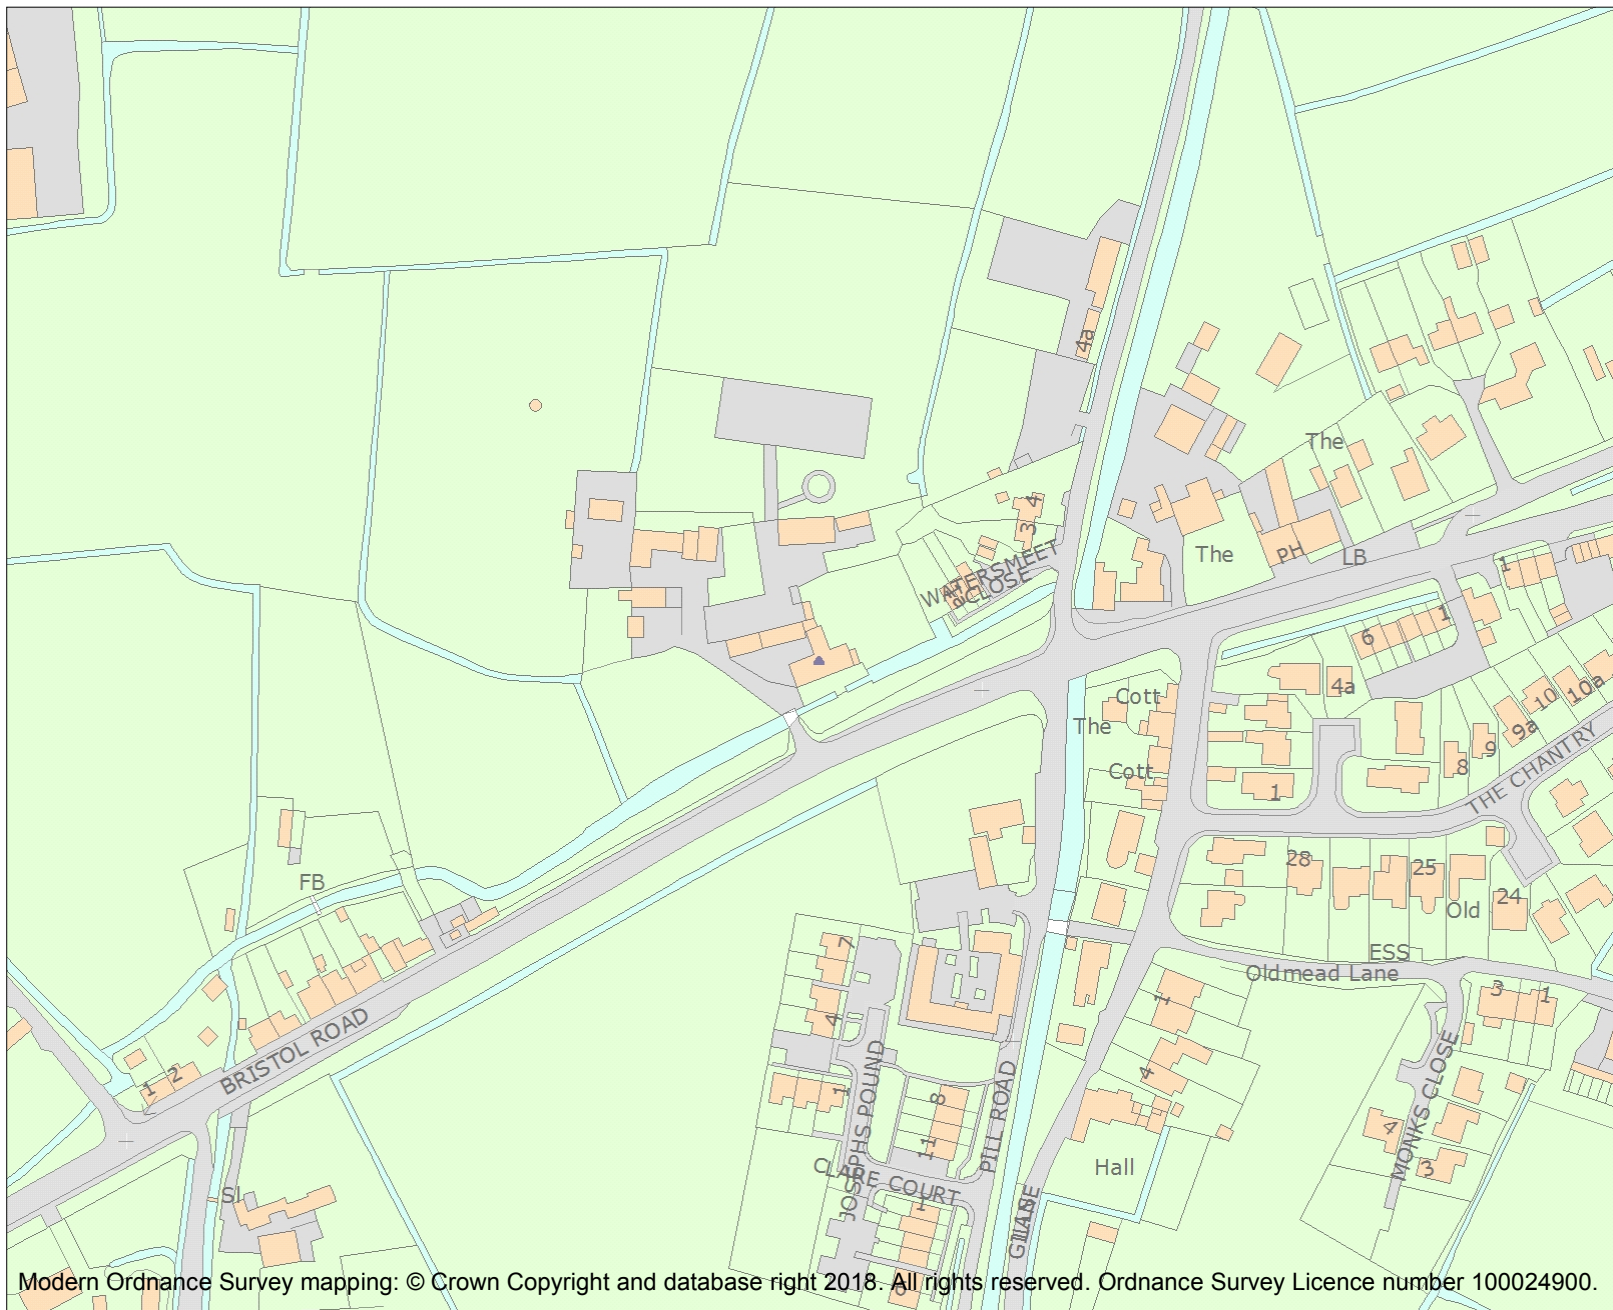 4a
The
4
3
WATERSMEET
CLOSE
The
PH
LB
1
1
6
4a
10a
10
9a
9
8
THE CHANTRY
Cott
The
Cott
1
28
25
24
Old
FB
ESS
Oldmead Lane
7
4
1
3
1
1
4
BRISTOL ROAD
1
2
JOSEPHS POUND
8
11
PILL ROAD
MONKS CLOSE
4
3
Hall
CLARE COURT
1
Sl
LANE
6
Modern Ordnance Survey mapping: © Crown Copyright and database right 2018. All rights reserved. Ordnance Survey Licence number 100024900.